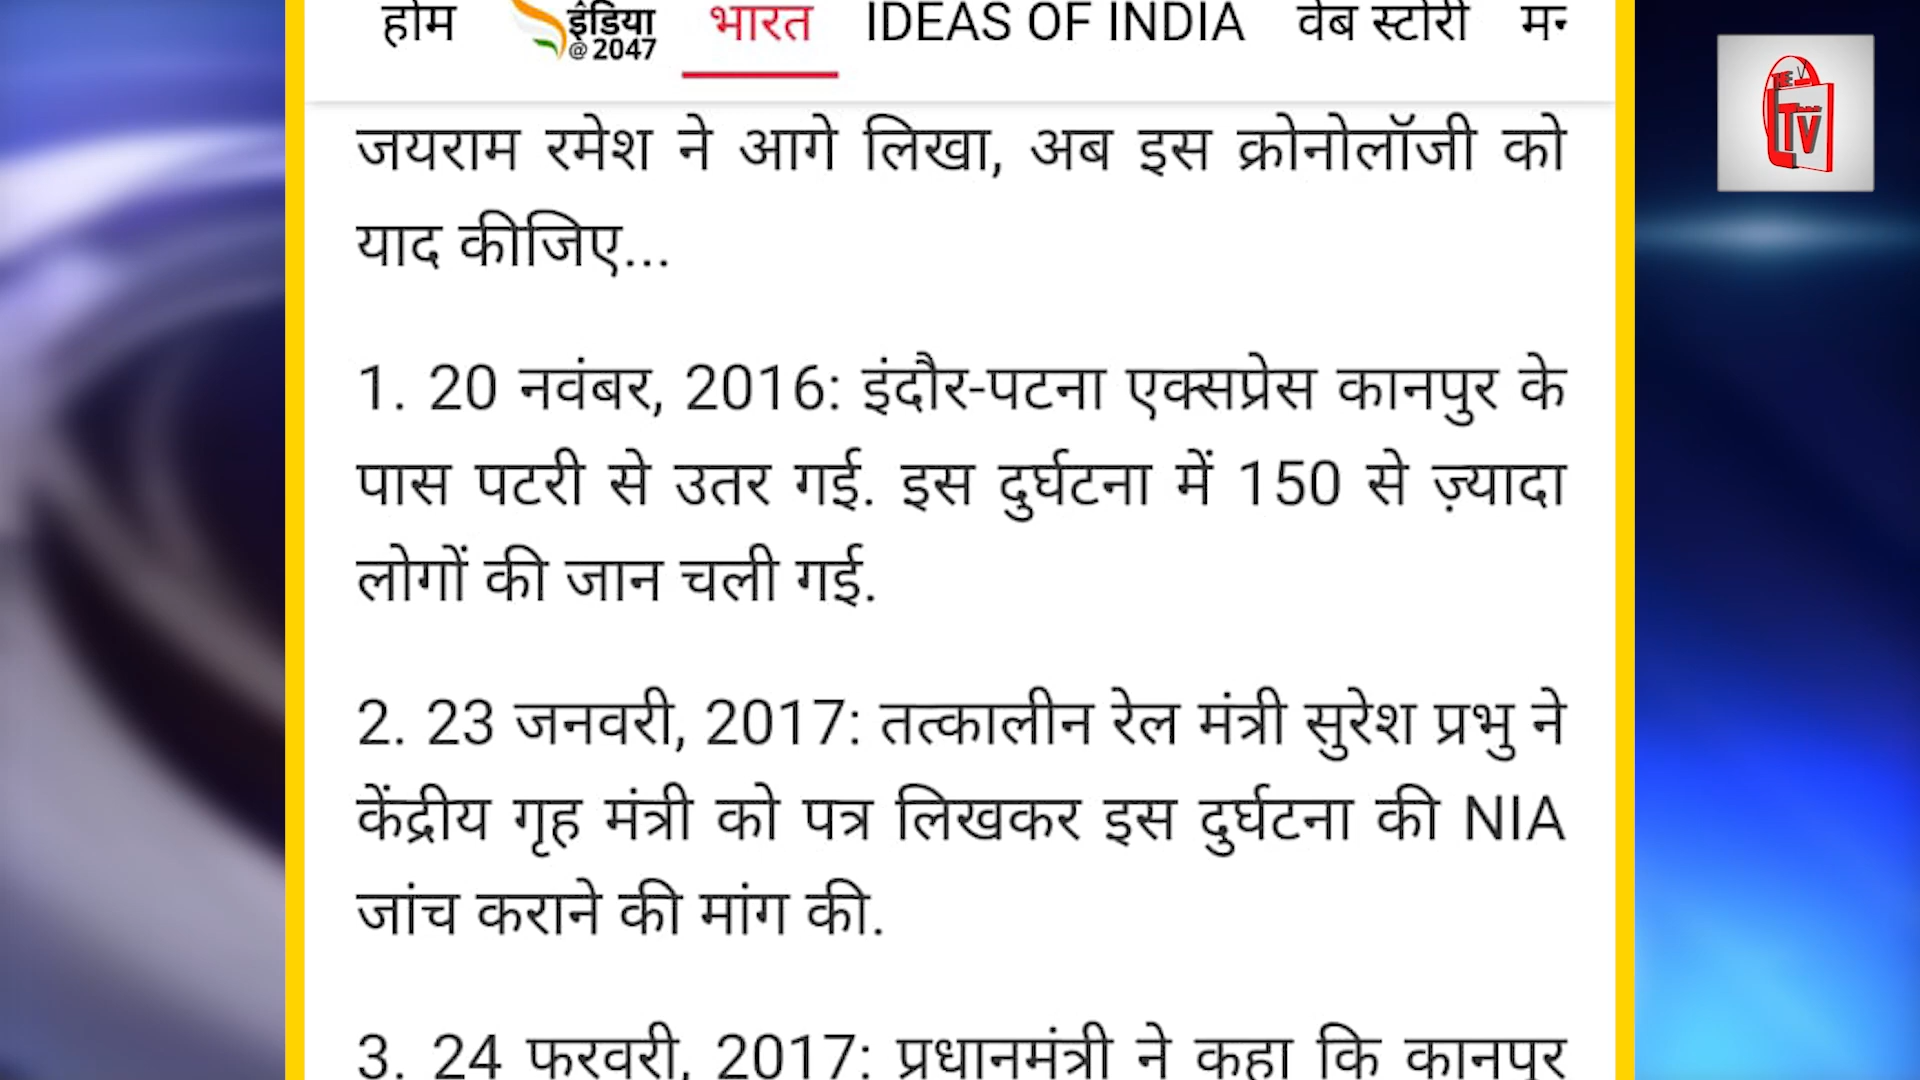 होम इंडिया @ 2047 भारत IDEAS OF INDIA वेब स्टोरी
जयराम रमेश ने आगे लिखा, अब इस क्रोनोलॉजी को
याद कीजिए...
1. 20 नवंबर, 2016: इंदौर-पटना एक्सप्रेस कानपुर के
पास पटरी से उतर गई. इस दुर्घटना में 150 से ज़्यादा
लोगों की जान चली गई.
2. 23 जनवरी, 2017: तत्कालीन रेल मंत्री सुरेश प्रभु ने
केंद्रीय गृह मंत्री को पत्र लिखकर इस दुर्घटना की NIA
जांच कराने की मांग की.
3. 24 फरवरी, 2017: प्रधानमंत्री ने कहा कि कानपुर
THE
TV